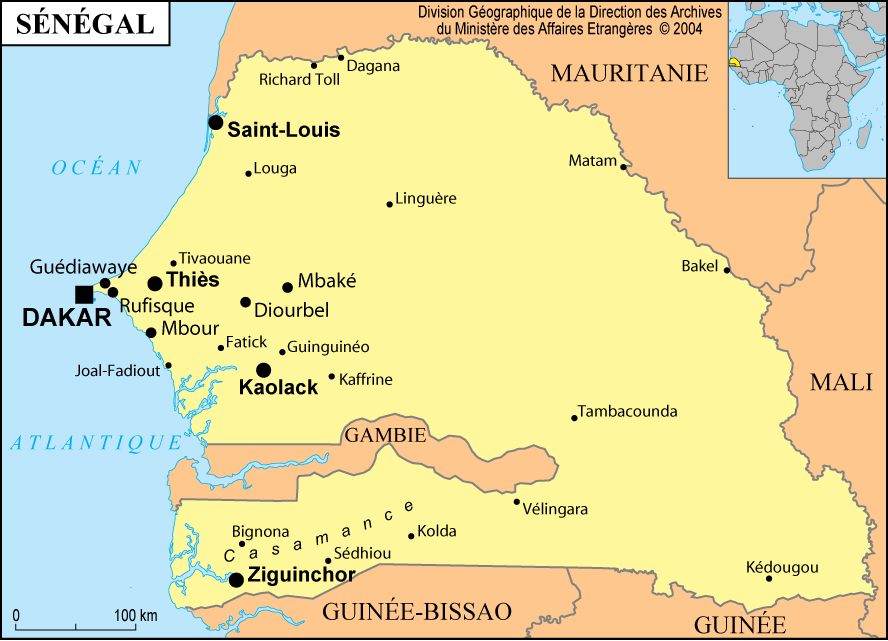 SÉNÉGAL
Division Géographique de la Direction des Archives
du Ministère des Affaires Etrangères © 2004
MAURITANIE
Dagana
Richard Toll
Saint-Louis
OCÉAN
Louga
Matam
Linguère
Tivaouane
Bakel
Guédiawaye
Thiès
Mbaké
Rufisque
Diourbel
DAKAR
Mbour
Fatick
Guinguinéo
Joal-Fadiout
Kaffrine
Kaolack
MALI
Tambacounda
ATLANTIQUE
GAMBIE
Vélingara
Casamance
Bignona
Kolda
Sédhiou
Kédougou
Ziguinchor
GUINÉE-BISSAO
GUINÉE
0 100 km